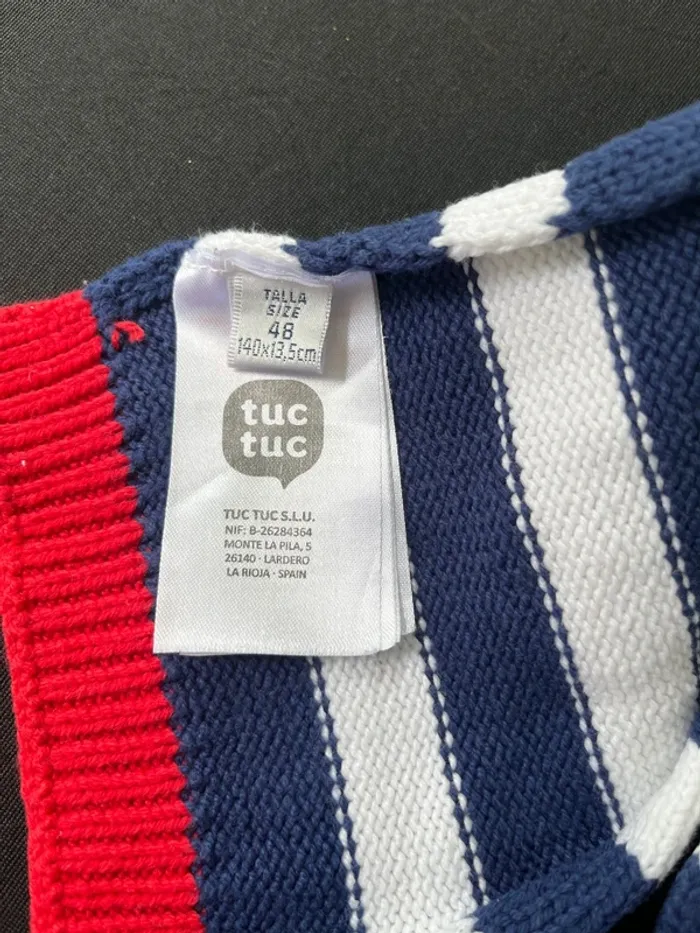 TALLA
SIZE
48
140x13,5cm
tuc
tuc
TUC TUC S.L.U.
NIF: B-26284364
MONTE LA PILA, 5
26140 · LARDERO
LA RIOJA · SPAIN